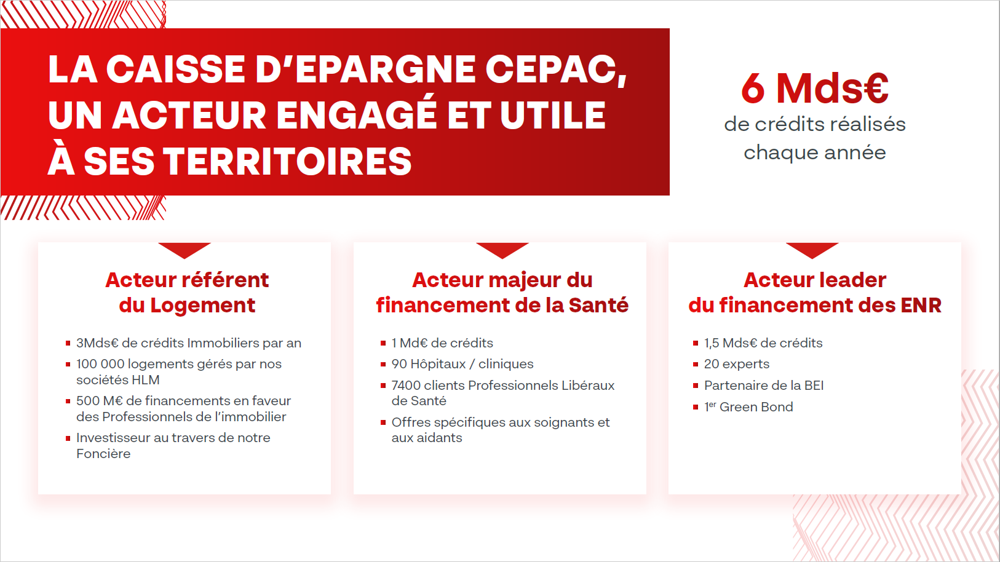 LA CAISSE D’EPARGNE CEPAC,
UN ACTEUR ENGAGÉ ET UTILE
À SES TERRITOIRES
6 Mds€
de crédits réalisés
chaque année
Acteur référent
du Logement
3Mds€ de crédits Immobiliers par an
100 000 logements gérés par nos
sociétés HLM
500 M€ de financements en faveur
des Professionnels de l’immobilier
Investisseur au travers de notre
Foncière
Acteur majeur du
financement de la Santé
1 Md€ de crédits
90 Hôpitaux / cliniques
7400 clients Professionnels Libéraux
de Santé
Offres spécifiques aux soignants et
aux aidants
Acteur leader
du financement des ENR
1,5 Mds€ de crédits
20 experts
Partenaire de la BEI
1er Green Bond